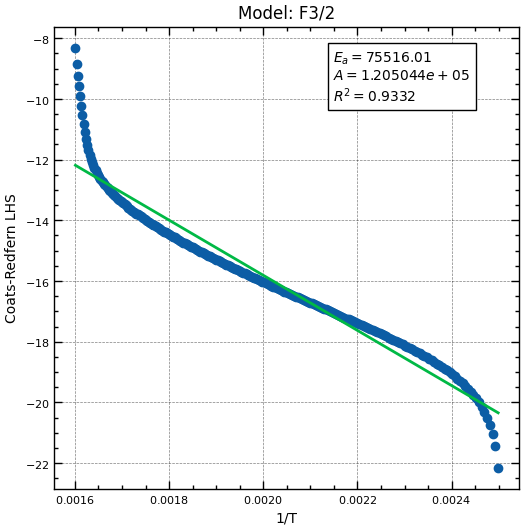 Model: F3/2
E_a = 75516.01
A = 1.205044e + 05
R^2 = 0.9332
−8
−10
−12
−14
−16
−18
−20
−22
Coats-Redfern LHS
0.0016 0.0018 0.0020 0.0022 0.0024
1/T